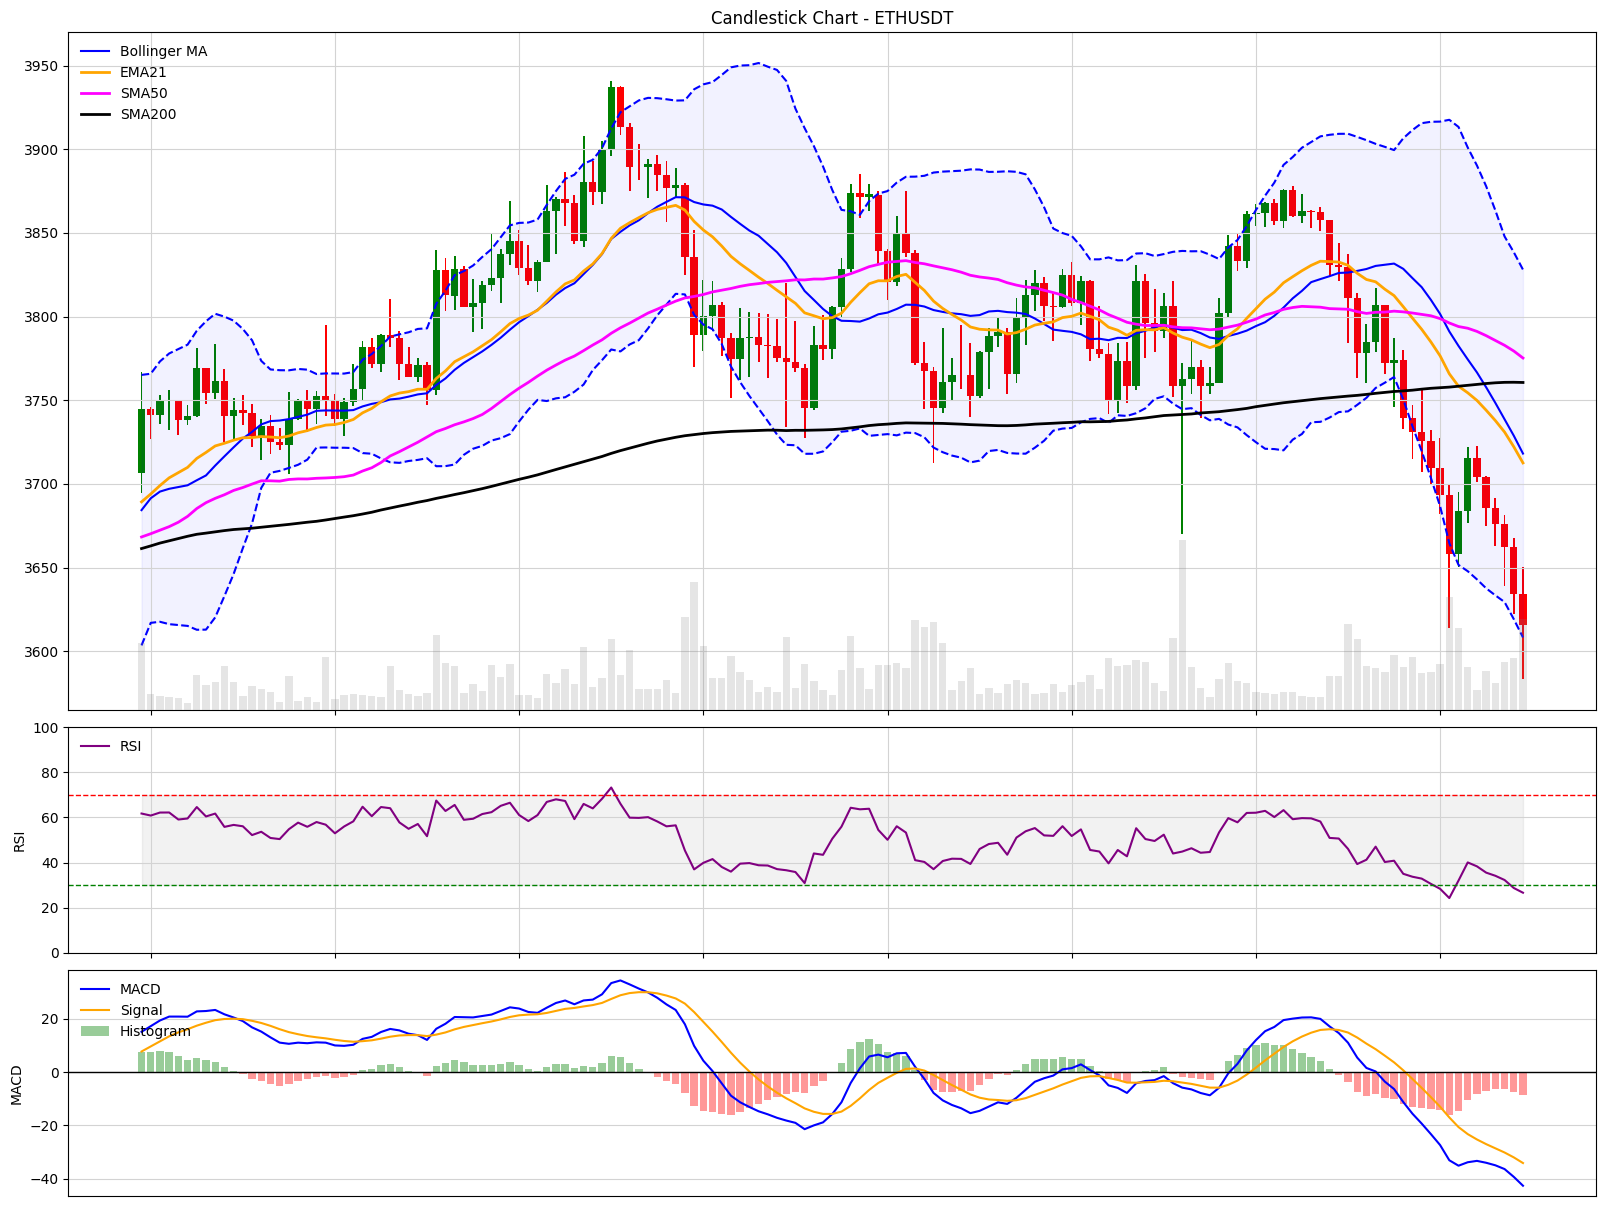 Candlestick Chart - ETHUSDT
Bollinger MA
EMA21
SMA50
SMA200
3950
3900
3850
3800
3750
3700
3650
3600
RSI
100
80
60
40
20
0
RSI
MACD
Signal
Histogram
20
0
−20
−40
MACD